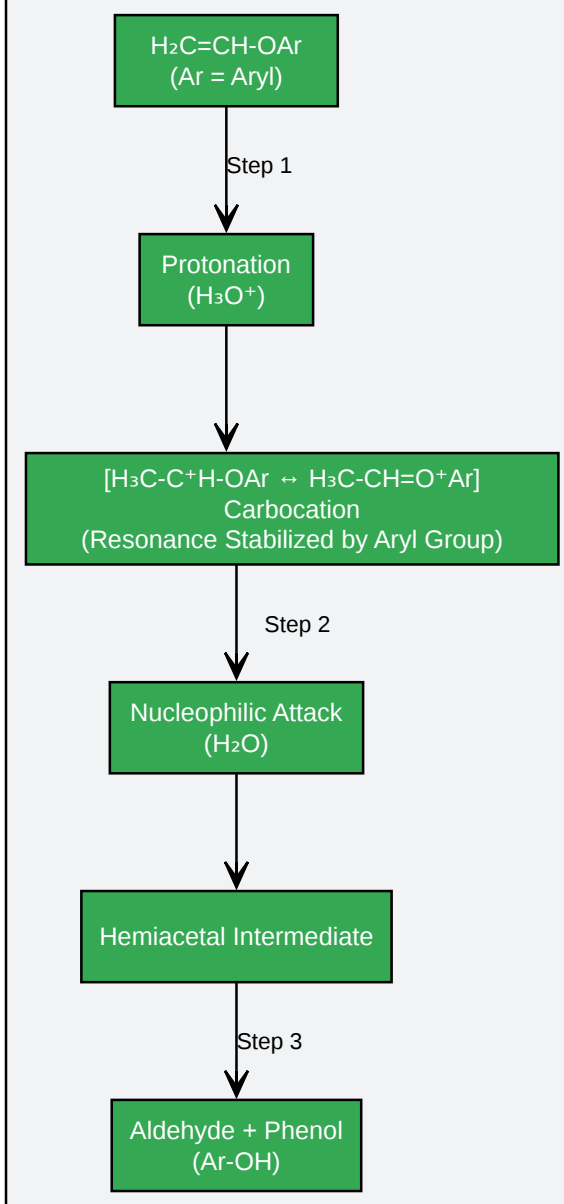 H₂C=CH-OAr
(Ar = Aryl)
Step 1
Protonation
(H₃O⁺)
[H₃C-C⁺H-OAr ↔ H₃C-CH=O⁺Ar]
Carbocation
(Resonance Stabilized by Aryl Group)
Step 2
Nucleophilic Attack
(H₂O)
Hemiacetal Intermediate
Step 3
Aldehyde + Phenol
(Ar-OH)